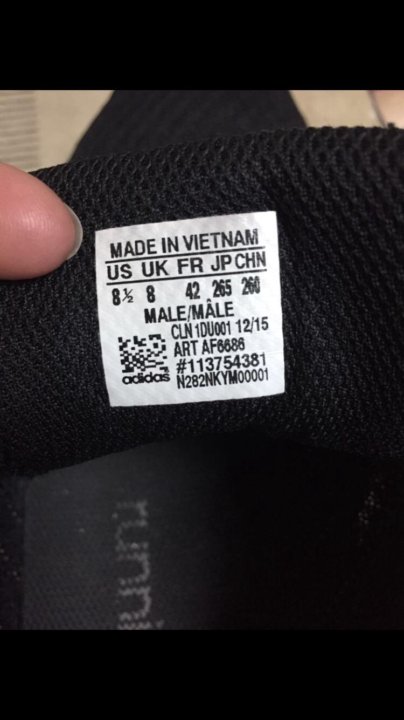 MADE IN VIETNAM
US UK FR JP CHN
8½ 8 42 265 260
MALE/MÂLE
CLN 1DU001 12/15
ART AF6686
#113754381
adidas
N282NKYM00001
runni